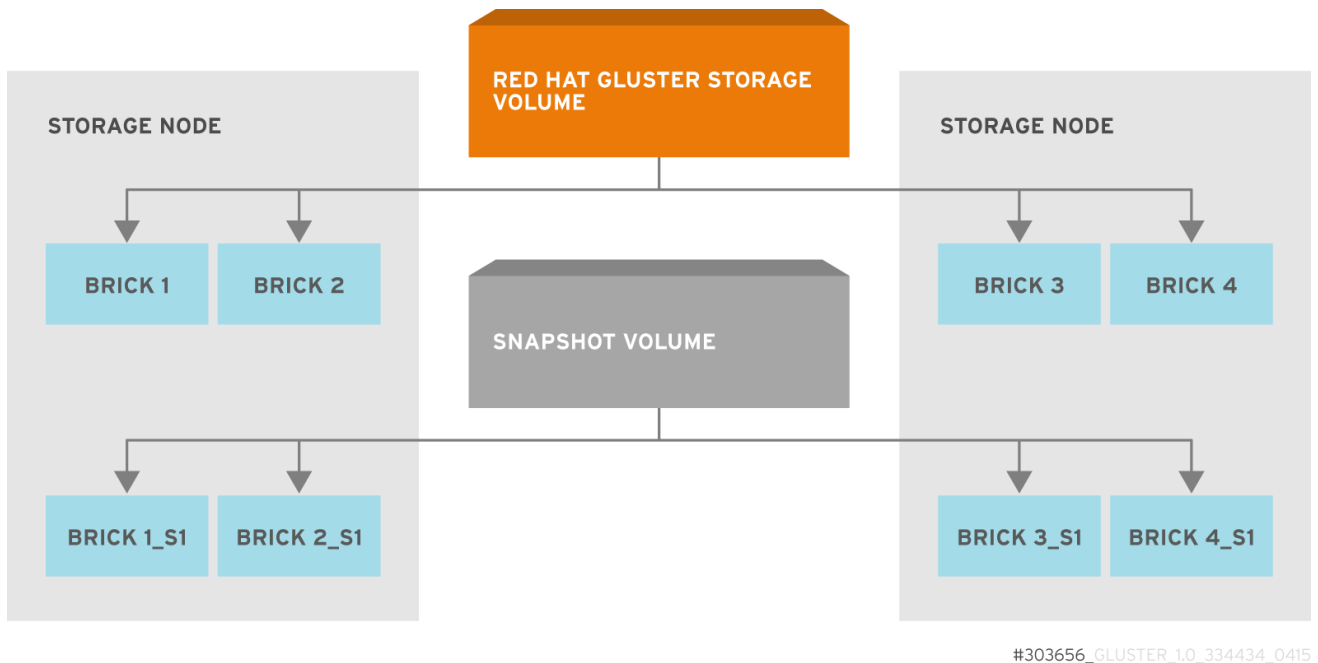 RED HAT GLUSTER STORAGE
VOLUME
STORAGE NODE
STORAGE NODE
BRICK 1
BRICK 2
BRICK 3
BRICK 4
SNAPSHOT VOLUME
BRICK 1_S1
BRICK 2_S1
BRICK 3_S1
BRICK 4_S1
#303656_GLUSTER_1.0_334434_0415